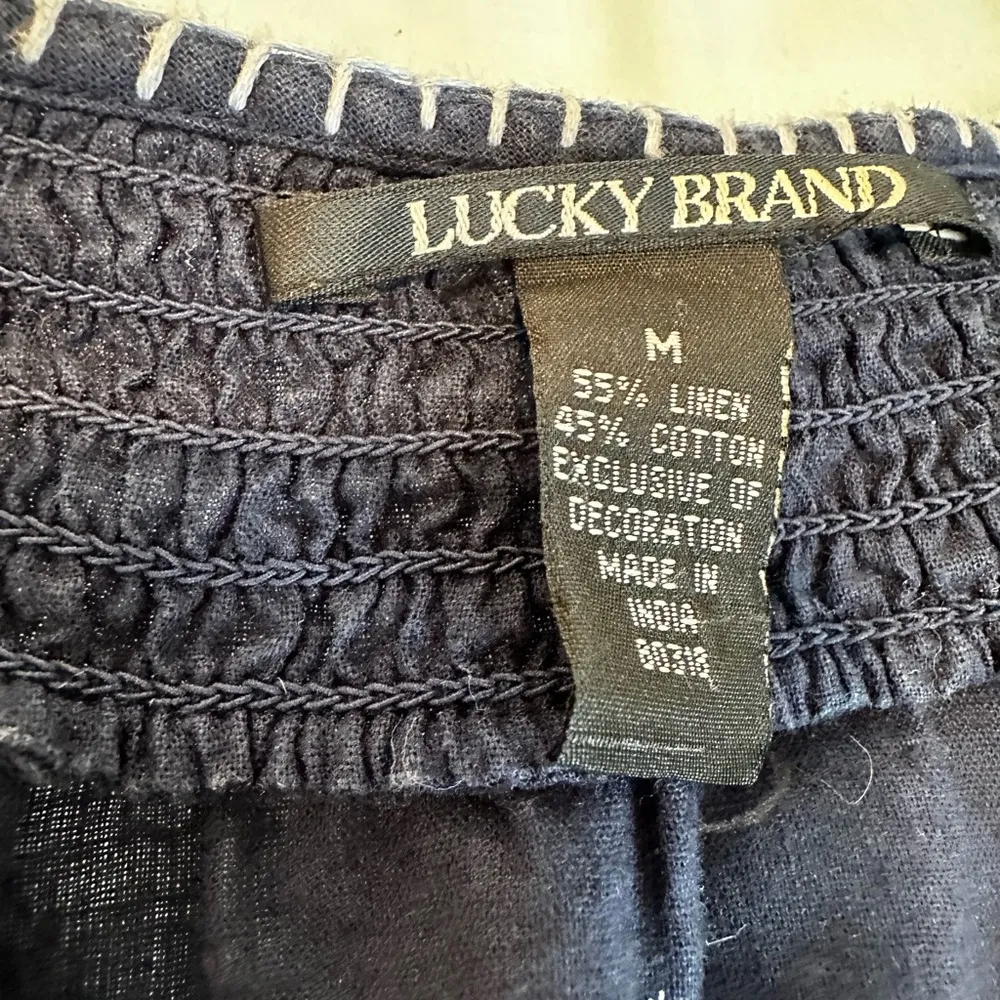 LUCKY BRAND
M
55% LINEN
45% COTTON
EXCLUSIVE OF
DECORATION
MADE IN
INDIA